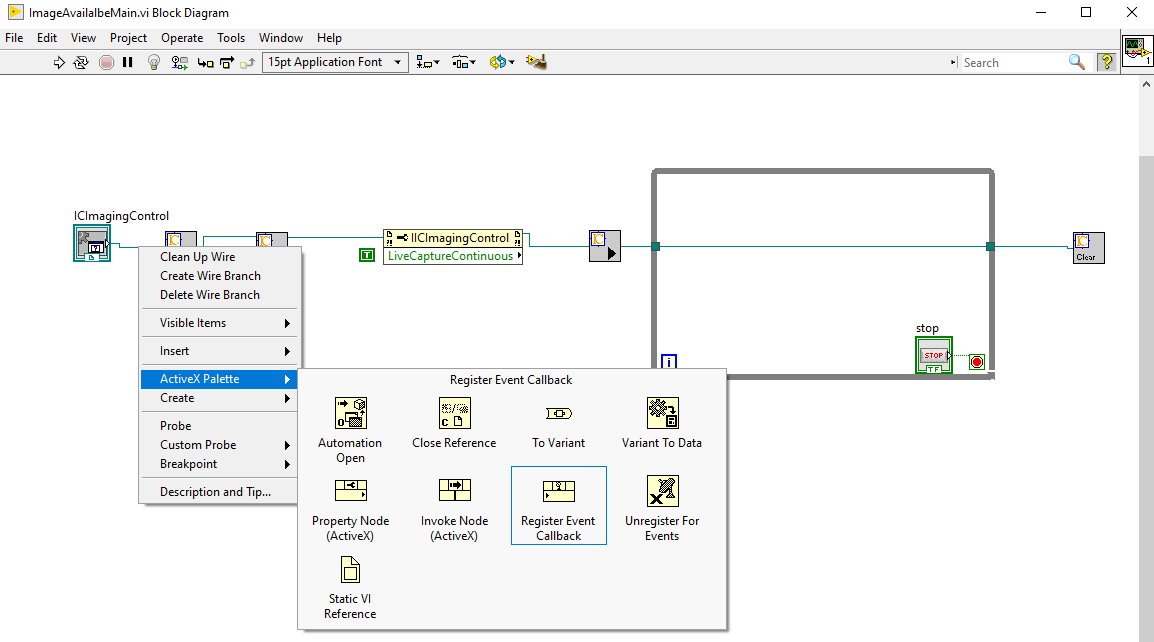 ImageAvailalbeMain.vi Block Diagram
File Edit View Project Operate Tools Window Help
15pt Application Font
Search
?
1
ICImagingControl
IICImagingControl
T
LiveCaptureContinuous
Clear
Clean Up Wire
Create Wire Branch
Delete Wire Branch
Visible Items
Insert
ActiveX Palette
Create
Probe
Custom Probe
Breakpoint
Description and Tip...
stop
STOP
TF
i
Register Event Callback
Automation
Open
Close Reference
To Variant
Variant To Data
Property Node
(ActiveX)
Invoke Node
(ActiveX)
Register Event
Callback
Unregister For
Events
Static VI
Reference